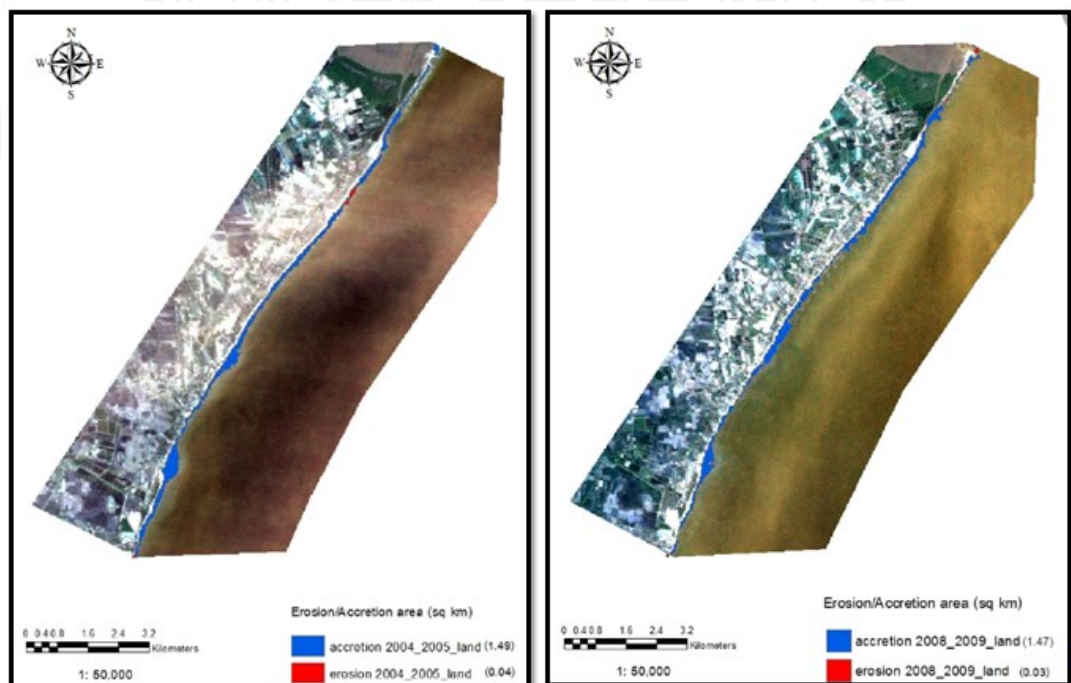 N
W E
S
Erosion/Accretion area (sq km)
0 0.4 0.8 1.6 2.4 3.2
Kilometers
1: 50,000
accretion 2004_2005_land (1.49)
erosion 2004_2005_land (0.04)
N
W E
S
Erosion/Accretion area (sq km)
0 0.4 0.8 1.6 2.4 3.2
Kilometers
1: 50,000
accretion 2008_2009_land (1.47)
erosion 2008_2009_land (0.03)